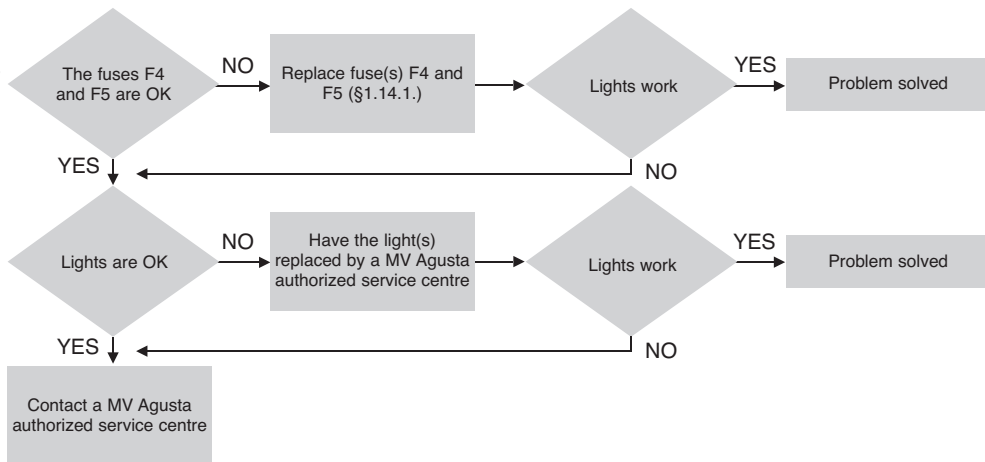 The fuses F4
and F5 are OK
NO
Replace fuse(s) F4 and
F5 (§1.14.1.)
Lights work
YES
Problem solved
YES
NO
Lights are OK
NO
Have the light(s)
replaced by a MV Agusta
authorized service centre
Lights work
YES
Problem solved
YES
NO
Contact a MV Agusta
authorized service centre